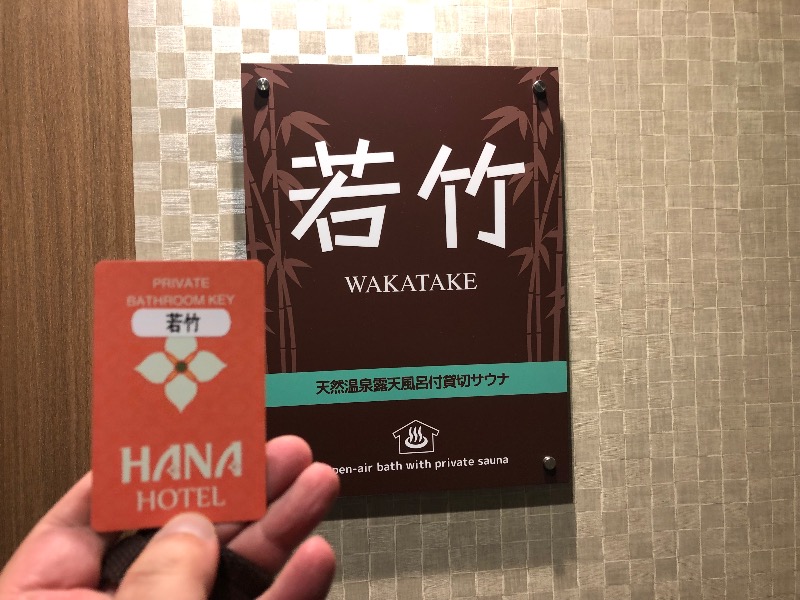 若竹
WAKATAKE
天然温泉露天風呂付貸切サウナ
pen-air bath with private sauna
PRIVATE
BATHROOM KEY
若竹
HANA
HOTEL